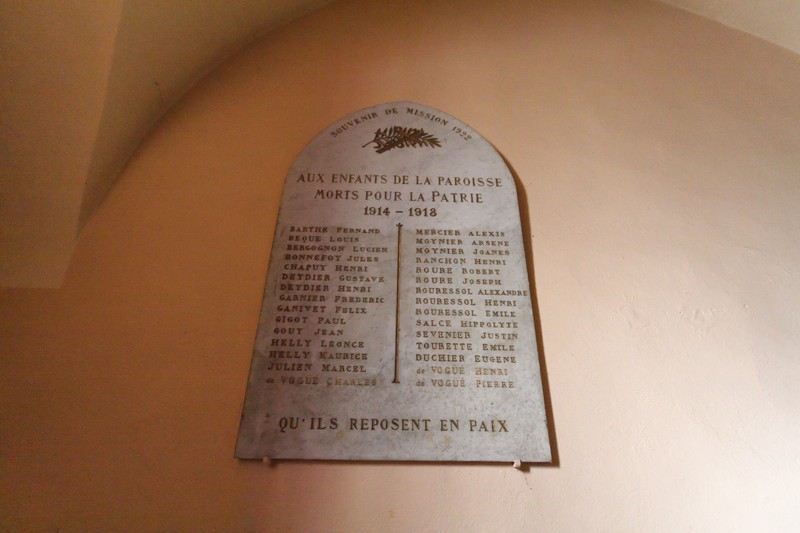 SOUVENIR DE MISSION 1922
AUX ENFANTS DE LA PAROISSE
MORTS POUR LA PATRIE
1914 - 1918
BARTHE FERNAND
BEQUE LOUIS
BERGOGNON LUCIEN
BONNEFOY JULES
CHAPUY HENRI
DEYDIER GUSTAVE
DEYDIER HENRI
GARNIER FREDERIC
GANIVET FELIX
GIGOT PAUL
GOUY JEAN
HELLY LEONCE
HELLY MAURICE
JULIEN MARCEL
de VOGUÉ CHARLES
MERCIER ALEXIS
MOYNIER ARSENE
MOYNIER JOANES
RANCHON HENRI
ROURE ROBERT
ROURE JOSEPH
ROURESSOL ALEXANDRE
ROURESSOL HENRI
ROURESSOL EMILE
SALCE HIPPOLYTE
SEVENIER JUSTIN
TOURETTE EMILE
DUCHIER EUGENE
de VOGUÉ HENRI
de VOGUÉ PIERRE
QU'ILS REPOSENT EN PAIX